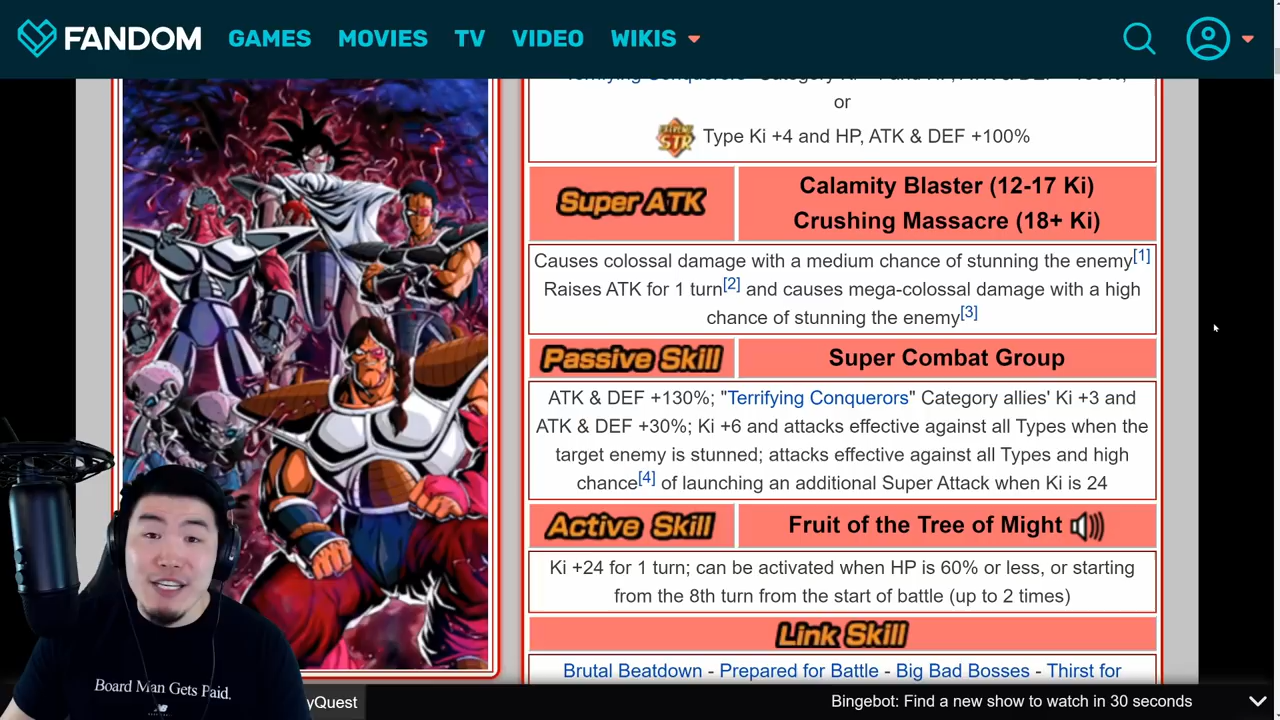 FANDOM GAMES MOVIES TV VIDEO WIKIS
or
EXTREME STR Type Ki +4 and HP, ATK & DEF +100%
Super ATK
Calamity Blaster (12-17 Ki)
Crushing Massacre (18+ Ki)
Causes colossal damage with a medium chance of stunning the enemy[1]
Raises ATK for 1 turn[2] and causes mega-colossal damage with a high
chance of stunning the enemy[3]
Passive Skill
Super Combat Group
ATK & DEF +130%; "Terrifying Conquerors" Category allies' Ki +3 and
ATK & DEF +30%; Ki +6 and attacks effective against all Types when the
target enemy is stunned; attacks effective against all Types and high
chance[4] of launching an additional Super Attack when Ki is 24
Active Skill
Fruit of the Tree of Might
Ki +24 for 1 turn; can be activated when HP is 60% or less, or starting
from the 8th turn from the start of battle (up to 2 times)
Link Skill
Brutal Beatdown - Prepared for Battle - Big Bad Bosses - Thirst for
Board Man Gets Paid.
yQuest
Bingebot: Find a new show to watch in 30 seconds